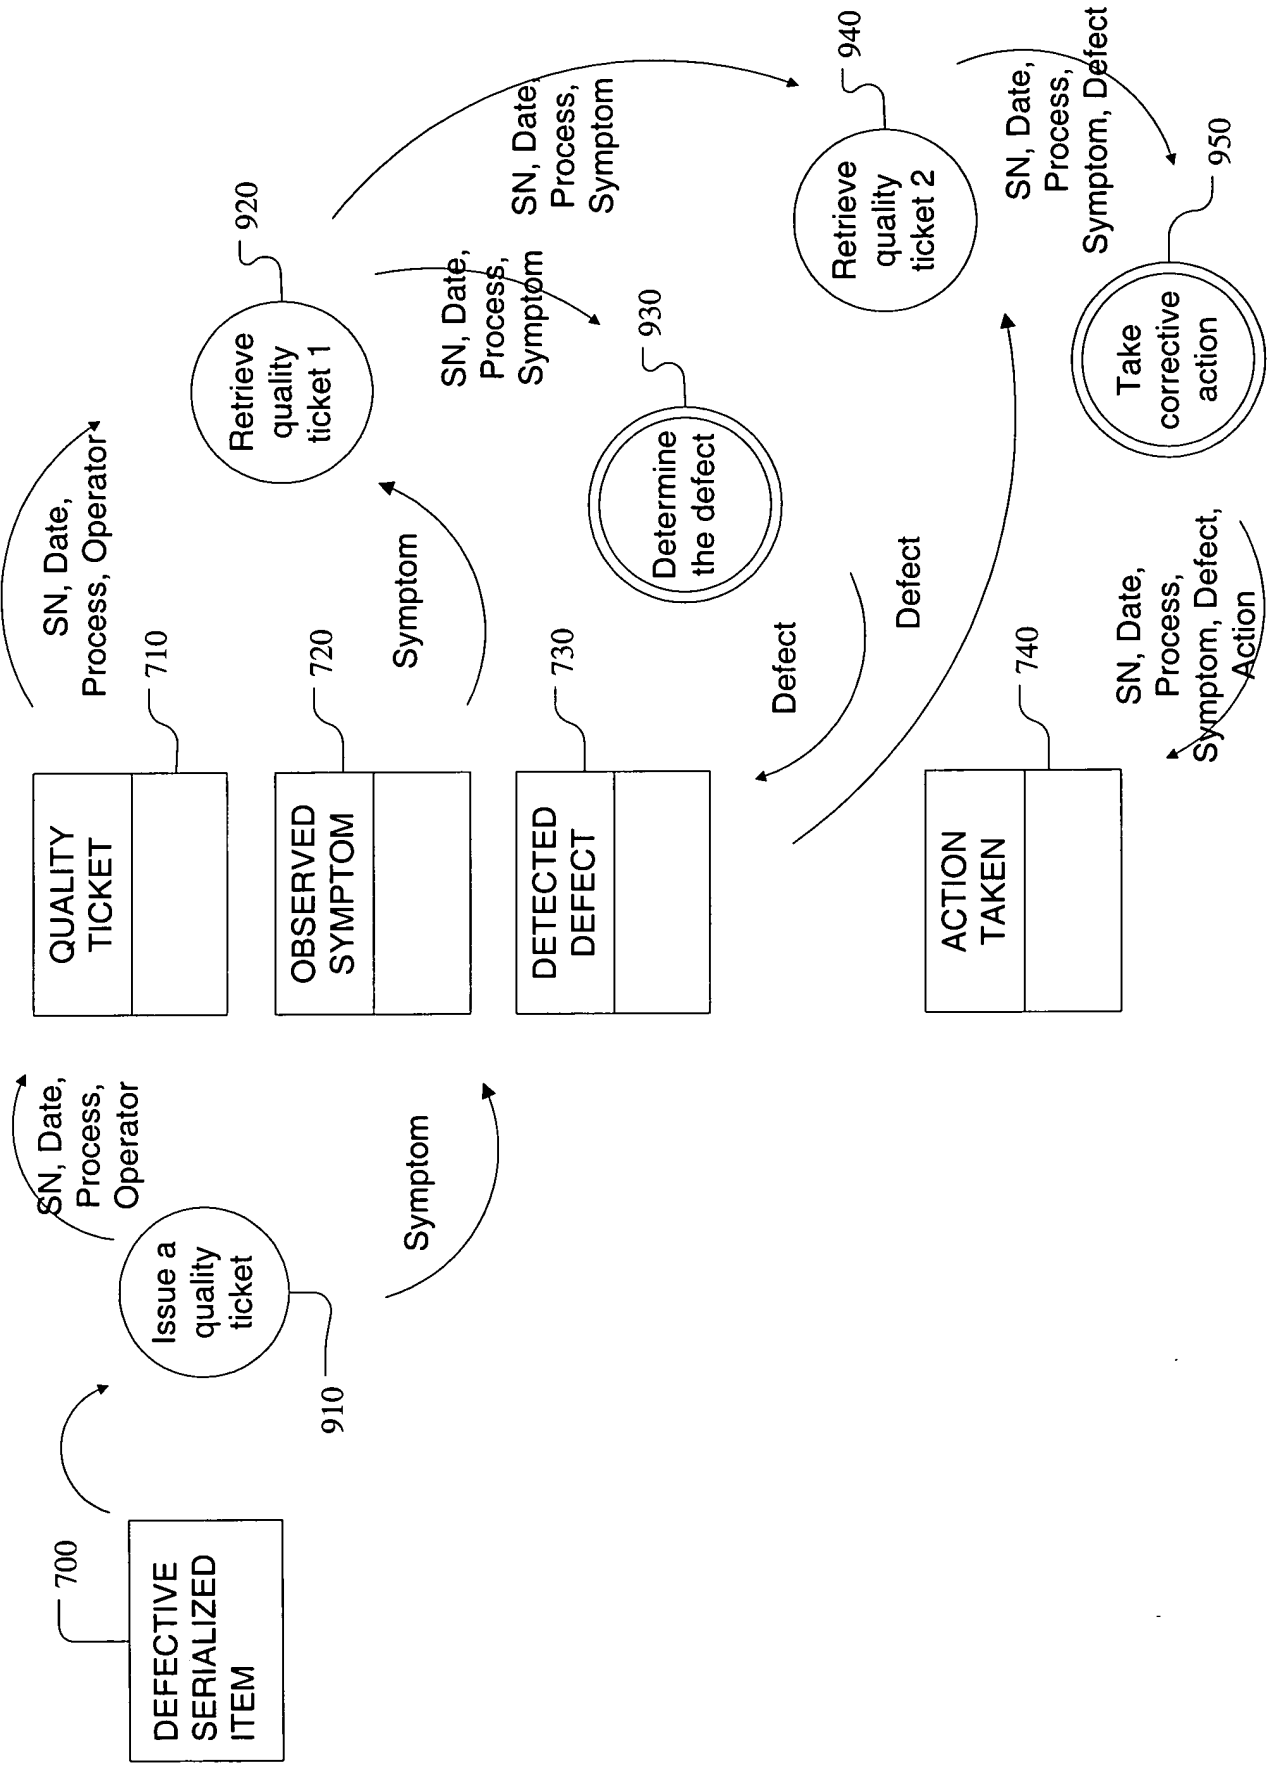 700
DEFECTIVE
SERIALIZED
ITEM
Issue a
quality
ticket
910
SN, Date,
Process,
Operator
Symptom
QUALITY
TICKET
710
OBSERVED
SYMPTOM
720
DETECTED
DEFECT
730
ACTION
TAKEN
740
SN, Date,
Process, Operator
Symptom
Retrieve
quality
ticket 1
920
SN, Date,
Process,
Symptom
SN, Date,
Process,
Symptom
Determine
the defect
930
Defect
Defect
Retrieve
quality
ticket 2
940
SN, Date,
Process,
Symptom, Defect
Take
corrective
action
950
SN, Date,
Process,
Symptom, Defect,
Action